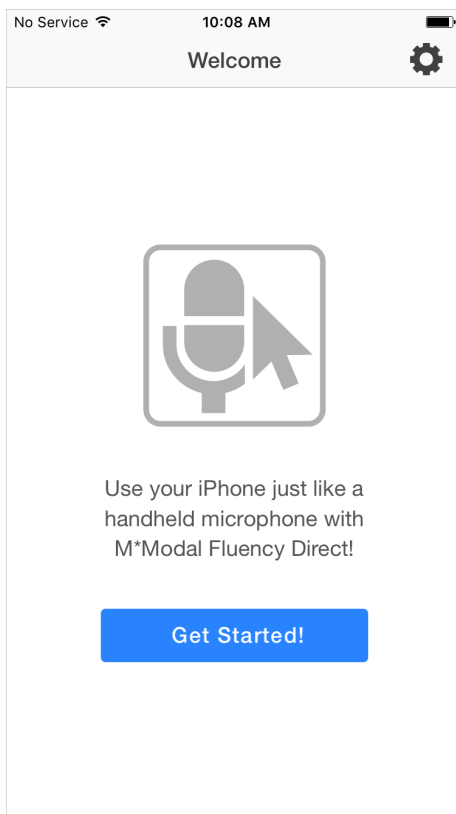 No Service 10:08 AM
Welcome
Use your iPhone just like a
handheld microphone with
M*Modal Fluency Direct!
Get Started!